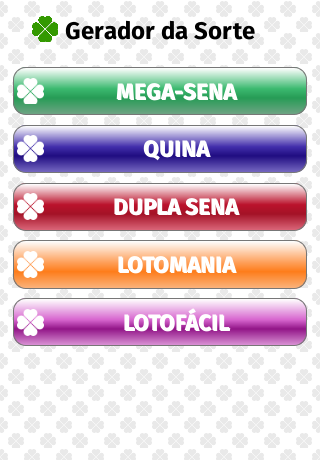 Gerador da Sorte
MEGA-SENA
QUINA
DUPLA SENA
LOTOMANIA
LOTOFÁCIL